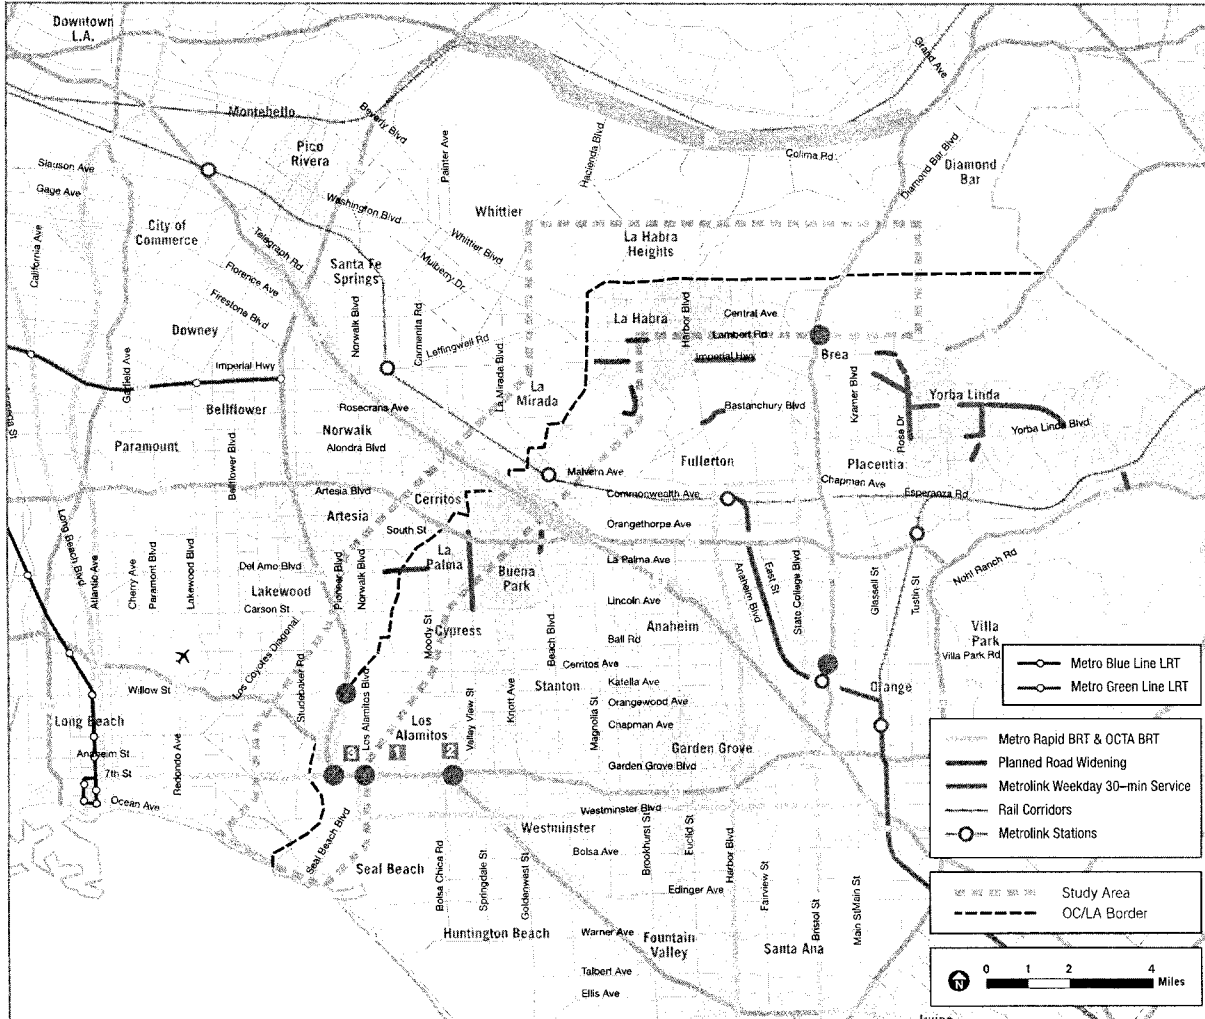 Downtown
L.A.
Grand Ave
Montebello
Beverly Blvd
Pico
Rivera
Painter Ave
Hacienda Blvd
Colima Rd
Diamond Bar Blvd
Diamond
Bar
Slauson Ave
Gage Ave
Washington Blvd
Whittier
City of
Commerce
California Ave
Telegraph Rd
Whittier Blvd
Mulberry Dr
La Habra
Heights
Santa Fe
Springs
Florence Ave
Firestone Blvd
Downey
Norwalk Blvd
Carmenita Rd
Leffingwell Rd
La Habra
Harbor Blvd
Central Ave
Lambert Rd
Imperial Hwy
Brea
Garfield Ave
Imperial Hwy
La Mirada Blvd
La
Mirada
Kramer Blvd
Yorba Linda
Bellflower
Rosecrans Ave
Bastanchury Blvd
Rose Dr
Yorba Linda Blvd
Norwalk
Alondra Blvd
Paramount
Bellflower Blvd
Fullerton
Placentia
Malvern Ave
Chapman Ave
Artesia Blvd
Cerritos
Commonwealth Ave
Esperanza Rd
Artesia
South St
Orangethorpe Ave
Long Beach Blvd
La
Palma
La Palma Ave
Nohl Ranch Rd
Atlantic Ave
Cherry Ave
Paramont Blvd
Lakewood Blvd
Del Amo Blvd
Lakewood
Carson St
Pioneer Blvd
Norwalk Blvd
Buena
Park
Anaheim Blvd
East St
State College Blvd
Glassell St
Tustin St
Lincoln Ave
Moody St
Cypress
Beach Blvd
Ball Rd
Anaheim
Villa
Park
Villa Park Rd
Los Coyotes Diagonal
Cerritos Ave
Studebaker Rd
Willow St
Stanton
Katella Ave
Orange
Los Alamitos Blvd
Los
Alamitos
Valley View St
Knott Ave
Magnolia St
Orangewood Ave
Chapman Ave
Long Beach
Redondo Ave
Anaheim St
Garden Grove
7th St
3
1
2
Garden Grove Blvd
Ocean Ave
Seal Beach Blvd
Westminster Blvd
Westminster
Brookhurst St
Euclid St
Harbor Blvd
Bolsa Ave
Seal Beach
Bolsa Chica Rd
Springdale St
Goldenwest St
Edinger Ave
Fairview St
Bristol St
Main St
Main St
Huntington Beach
Warner Ave
Fountain
Valley
Santa Ana
Talbert Ave
Ellis Ave
Metro Blue Line LRT
Metro Green Line LRT
Metro Rapid BRT & OCTA BRT
Planned Road Widening
Metrolink Weekday 30–min Service
Rail Corridors
Metrolink Stations
Study Area
OC/LA Border
N
0 1 2 4
Miles